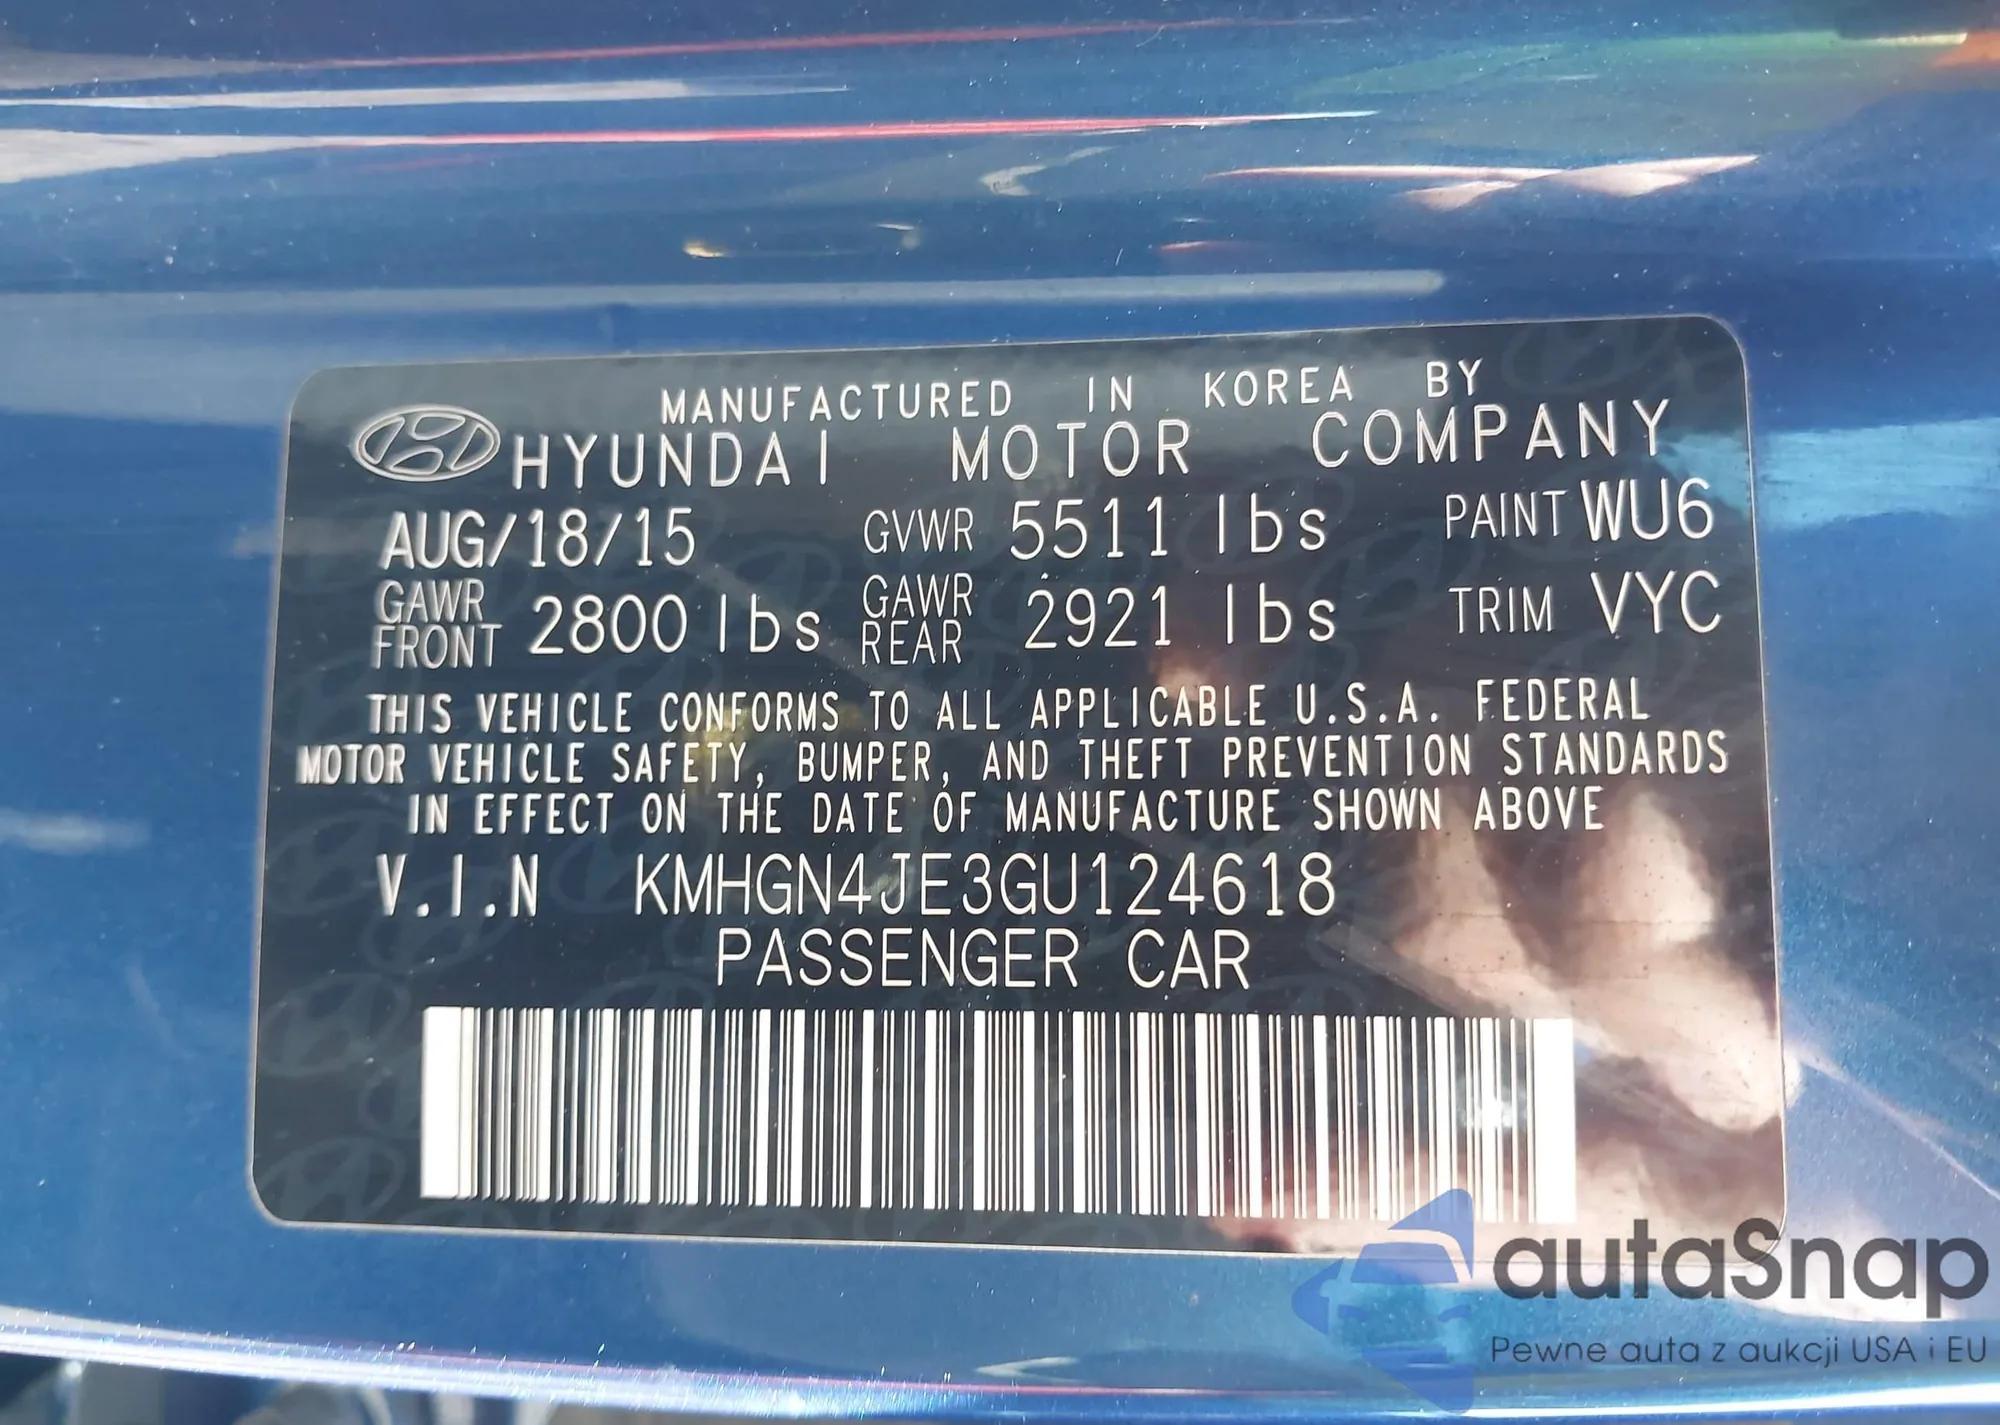 MANUFACTURED IN KOREA BY
HYUNDAI MOTOR COMPANY
AUG/18/15 GVWR 5511 lbs PAINT WU6
GAWR FRONT 2800 lbs GAWR REAR 2921 lbs TRIM VYC
THIS VEHICLE CONFORMS TO ALL APPLICABLE U.S.A. FEDERAL
MOTOR VEHICLE SAFETY, BUMPER, AND THEFT PREVENTION STANDARDS
IN EFFECT ON THE DATE OF MANUFACTURE SHOWN ABOVE
V.I.N KMHGN4JE3GU124618
PASSENGER CAR
autaSnap
Pewne auta z aukcji USA i EU